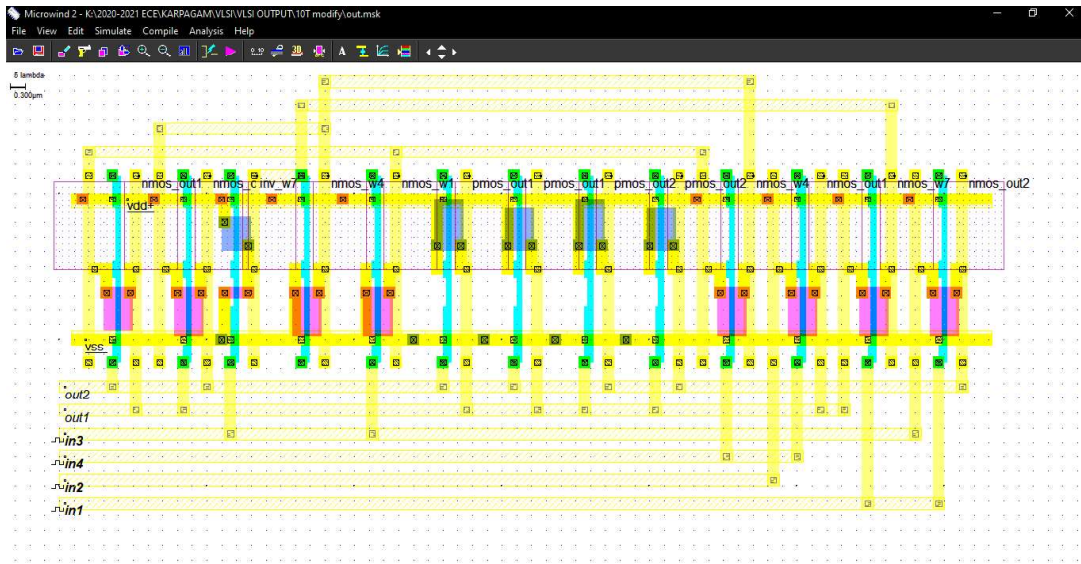 Microwind 2 - K:\2020-2021 ECE\KARPAGAM\VLSI\VLSI OUTPUT\10T modify\out.msk
File View Edit Simulate Compile Analysis Help
5 lambda
0.300µm
nmos_out1 nmos_c inv_w7 nmos_w4 nmos_w1 pmos_out1 pmos_out1 pmos_out2 pmos_out2 nmos_w4 nmos_out1 nmos_w7 nmos_out2
vdd+
vss
out2
out1
in3
in4
in2
in1